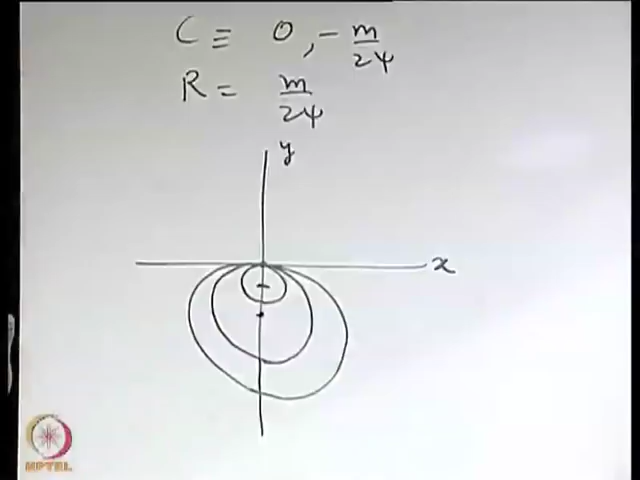 C ≡ 0, -m/2ψ
R = m/2ψ
y
x
NPTEL